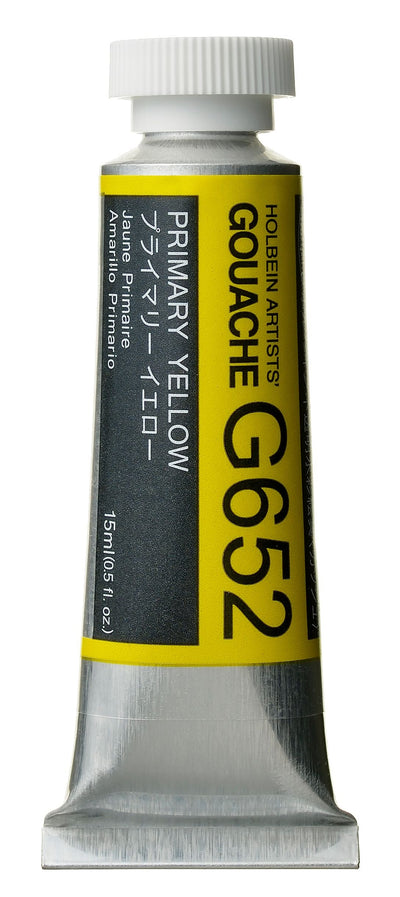 HOLBEIN ARTISTS'
GOUACHE G652
PRIMARY YELLOW
プライマリー イエロー
Jaune Primaire
Amarillo Primario
15ml(0.5 fl. oz.)